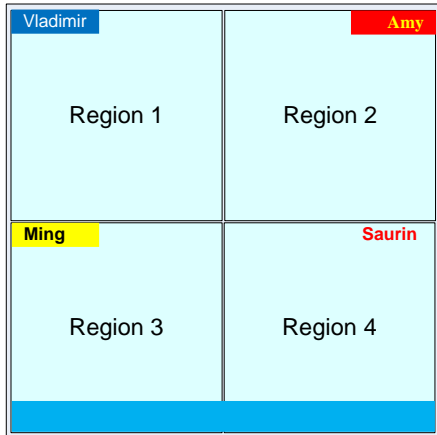 Vladimir
Amy
Region 1
Region 2
Ming
Saurin
Region 3
Region 4